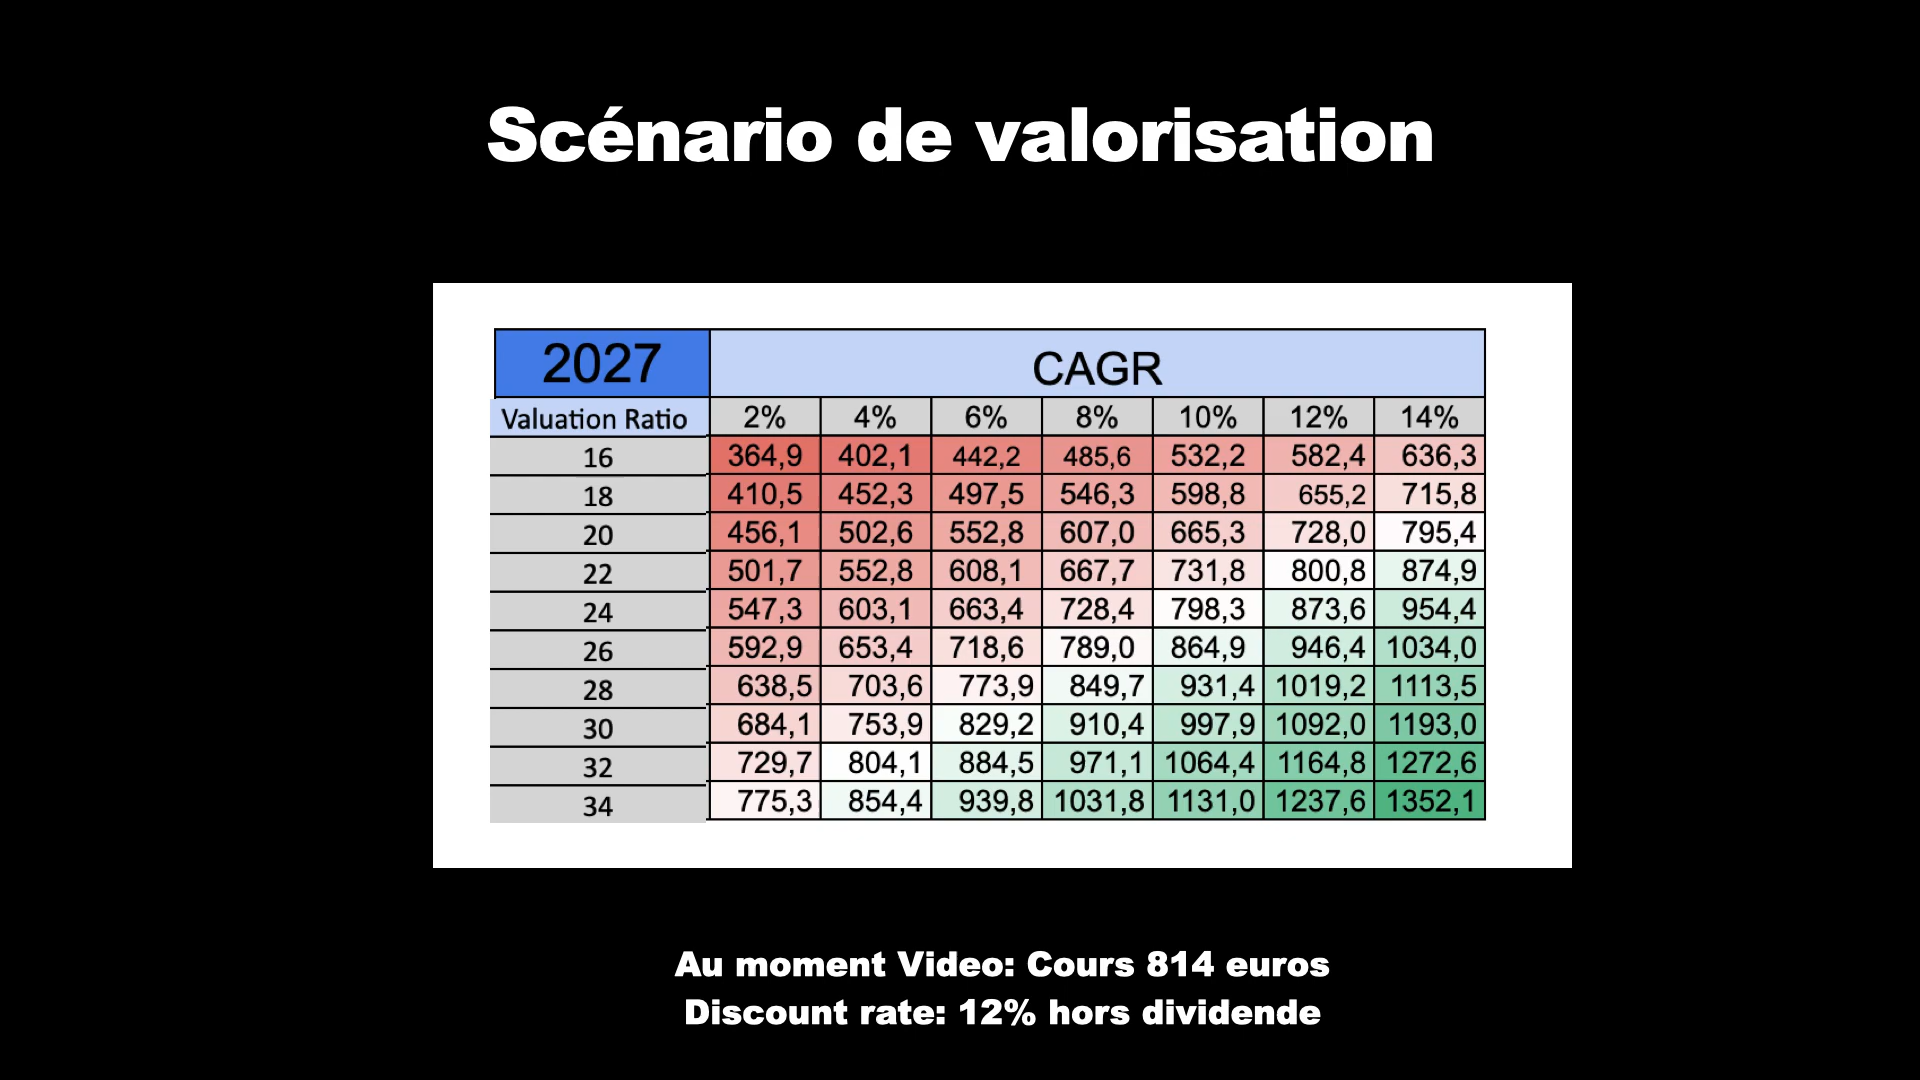 Scénario de valorisation
2027 CAGR
Valuation Ratio 2% 4% 6% 8% 10% 12% 14%
16 364,9 402,1 442,2 485,6 532,2 582,4 636,3
18 410,5 452,3 497,5 546,3 598,8 655,2 715,8
20 456,1 502,6 552,8 607,0 665,3 728,0 795,4
22 501,7 552,8 608,1 667,7 731,8 800,8 874,9
24 547,3 603,1 663,4 728,4 798,3 873,6 954,4
26 592,9 653,4 718,6 789,0 864,9 946,4 1034,0
28 638,5 703,6 773,9 849,7 931,4 1019,2 1113,5
30 684,1 753,9 829,2 910,4 997,9 1092,0 1193,0
32 729,7 804,1 884,5 971,1 1064,4 1164,8 1272,6
34 775,3 854,4 939,8 1031,8 1131,0 1237,6 1352,1
Au moment Video: Cours 814 euros
Discount rate: 12% hors dividende